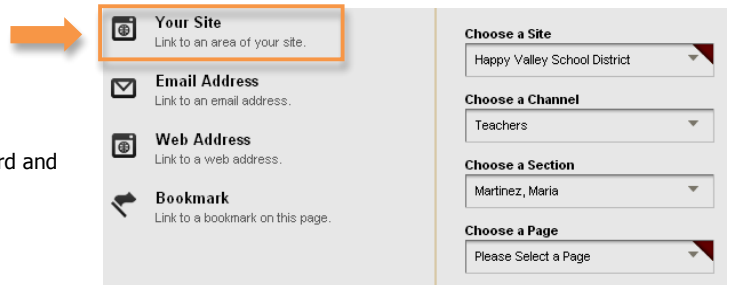 Your Site
Link to an area of your site.
Email Address
Link to an email address.
rd and
Web Address
Link to a web address.
Bookmark
Link to a bookmark on this page.
Choose a Site
Happy Valley School District
Choose a Channel
Teachers
Choose a Section
Martinez, Maria
Choose a Page
Please Select a Page